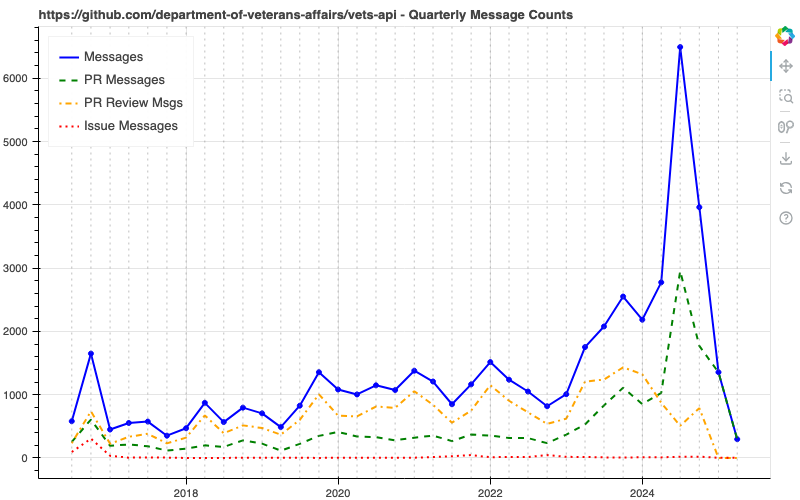 https://github.com/department-of-veterans-affairs/vets-api - Quarterly Message Counts
Messages
PR Messages
PR Review Msgs
Issue Messages
6000
5000
4000
3000
2000
1000
0
2018
2020
2022
2024